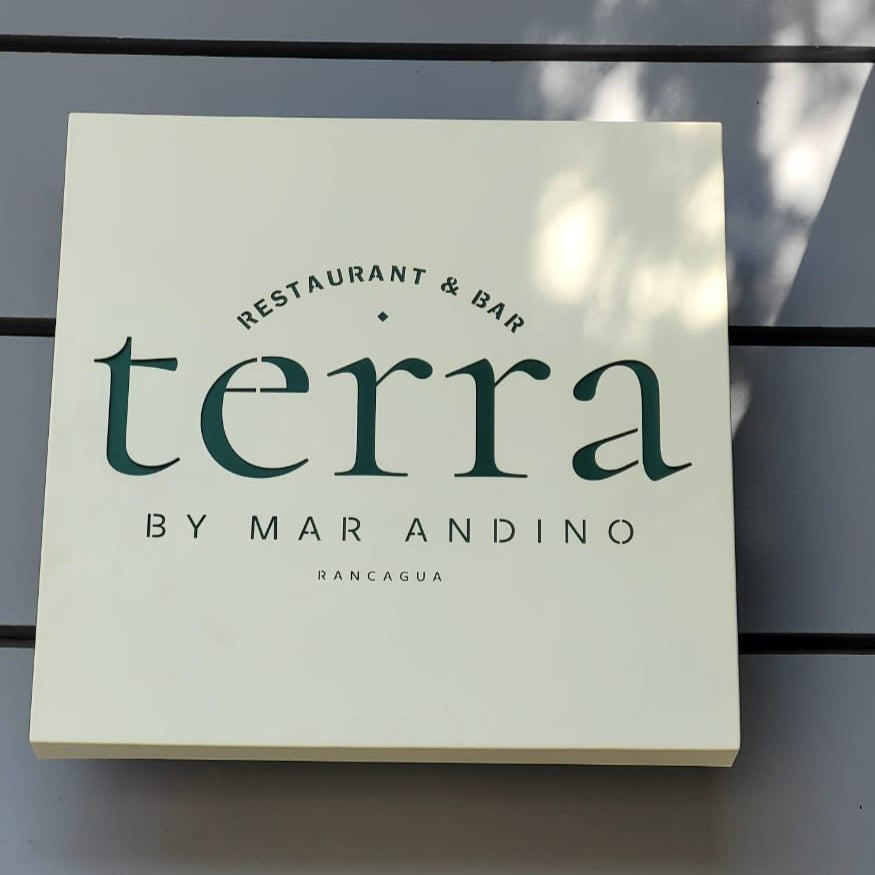 RESTAURANT & BAR
terra
BY MAR ANDINO
RANCAGUA